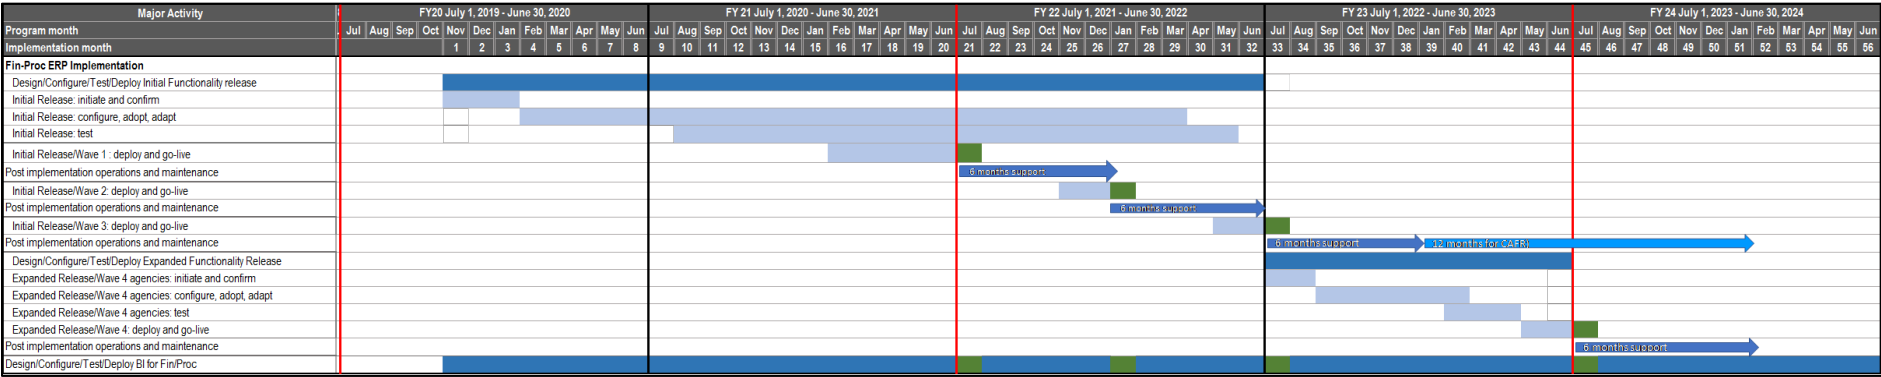 Major Activity FY20 July 1, 2019 - June 30, 2020 FY 21 July 1, 2020 - June 30, 2021 FY 22 July 1, 2021 - June 30, 2022 FY 23 July 1, 2022 - June 30, 2023 FY 24 July 1, 2023 - June 30, 2024
Program month Jul Aug Sep Oct Nov Dec Jan Feb Mar Apr May Jun Jul Aug Sep Oct Nov Dec Jan Feb Mar Apr May Jun Jul Aug Sep Oct Nov Dec Jan Feb Mar Apr May Jun Jul Aug Sep Oct Nov Dec Jan Feb Mar Apr May Jun Jul Aug Sep Oct Nov Dec Jan Feb Mar Apr May Jun
Implementation month 1 2 3 4 5 6 7 8 9 10 11 12 13 14 15 16 17 18 19 20 21 22 23 24 25 26 27 28 29 30 31 32 33 34 35 36 37 38 39 40 41 42 43 44 45 46 47 48 49 50 51 52 53 54 55 56
Fin-Proc ERP Implementation
Design/Configure/Test/Deploy Initial Functionality release
Initial Release: initiate and confirm
Initial Release: configure, adopt, adapt
Initial Release: test
Initial Release/Wave 1 : deploy and go-live
Post implementation operations and maintenance 6 months support
Initial Release/Wave 2: deploy and go-live
Post implementation operations and maintenance 6 months support
Initial Release/Wave 3: deploy and go-live
Post implementation operations and maintenance 6 months support 12 months for CAFR)
Design/Configure/Test/Deploy Expanded Functionality Release
Expanded Release/Wave 4 agencies: initiate and confirm
Expanded Release/Wave 4 agencies: configure, adopt, adapt
Expanded Release/Wave 4 agencies: test
Expanded Release/Wave 4: deploy and go-live
Post implementation operations and maintenance 6 months support
Design/Configure/Test/Deploy BI for Fin/Proc